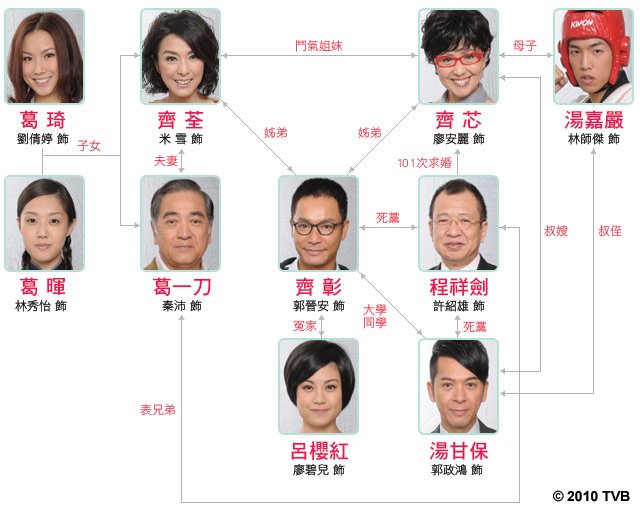 鬥氣姐妹
母子
KWON
葛 琦
劉倩婷 飾
齊 荃
米 雪 飾
齊 芯
廖安麗 飾
湯嘉嚴
林師傑 飾
子女
夫妻
姊弟
姊弟
101次求婚
叔嫂
叔侄
死黨
葛 暉
林秀怡 飾
葛一刀
秦沛 飾
齊 彰
郭晉安 飾
程祥劍
許紹雄 飾
冤家
大學
同學
死黨
表兄弟
呂櫻紅
廖碧兒 飾
湯甘保
郭政鴻 飾
© 2010 TVB